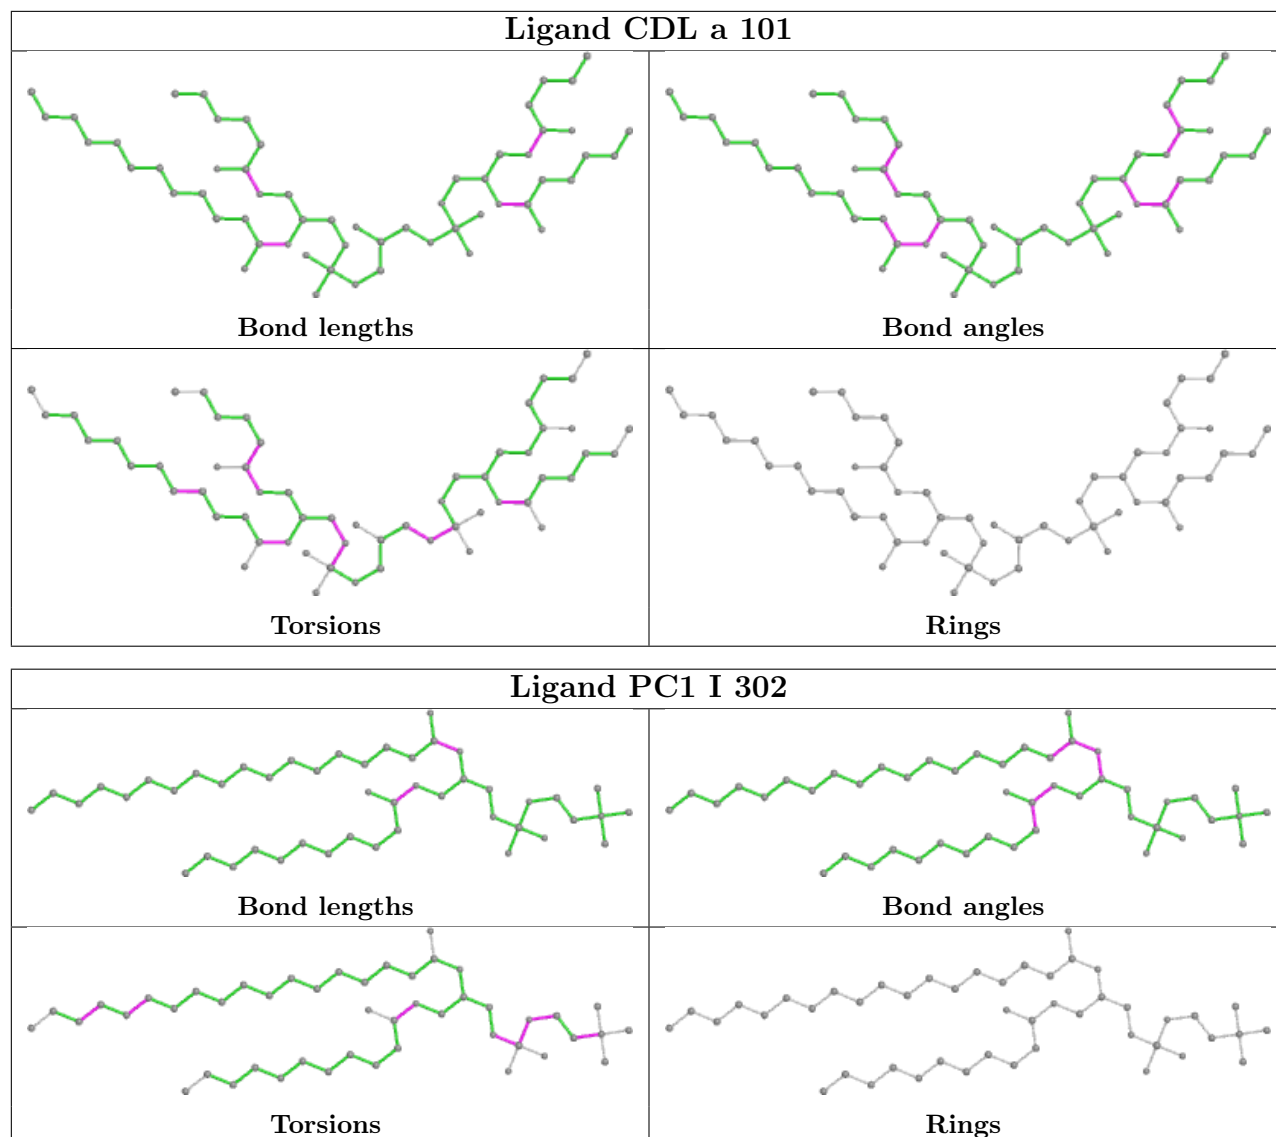 Ligand CDL a 101
Bond lengths
Bond angles
Torsions
Rings
Ligand PC1 I 302
Bond lengths
Bond angles
Torsions
Rings